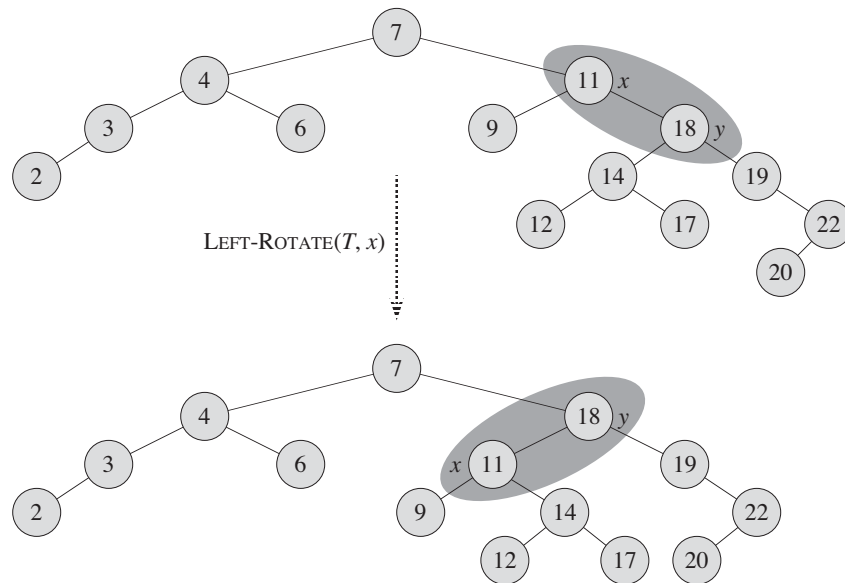 7
4 11 x
3 6 9 18 y
2 14 19
12 17 22
LEFT-ROTATE(T, x)
20
7
4 18 y
3 6 x 11 19
2 9 14 22
12 17 20